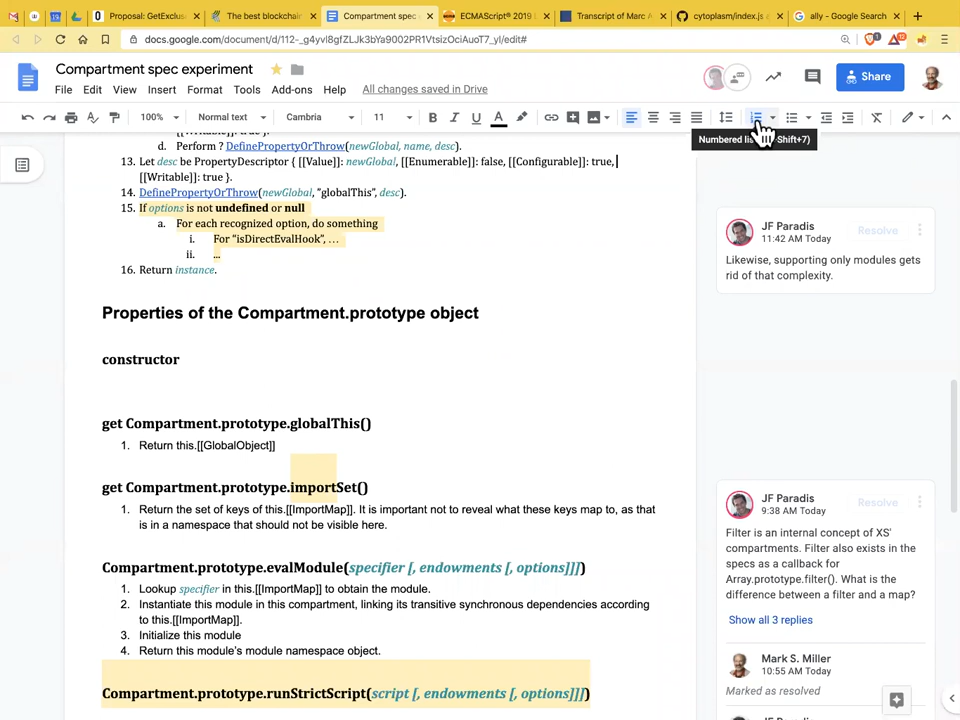 Proposal: GetExclus
The best blockchain
Compartment spec e
ECMAScript® 2019 L
Transcript of Marc A
cytoplasm/index.js a
ally - Google Search
docs.google.com/document/d/112-_g4yvl8gfZLJk3bYa9002PR1VtsizOciAuoT7_yI/edit#
Compartment spec experiment
File Edit View Insert Format Tools Add-ons Help All changes saved in Drive
Share
100% Normal text Cambria 11
Numbered list Shift+7)
[[Writable]]: true }.
d. Perform ? DefinePropertyOrThrow(newGlobal, name, desc).
13. Let desc be PropertyDescriptor { [[Value]]: newGlobal, [[Enumerable]]: false, [[Configurable]]: true,
[[Writable]]: true }.
14. DefinePropertyOrThrow(newGlobal, "globalThis", desc).
15. If options is not undefined or null
a. For each recognized option, do something
i. For “isDirectEvalHook”, …
ii. ...
16. Return instance.
Properties of the Compartment.prototype object
constructor
get Compartment.prototype.globalThis()
1. Return this.[[GlobalObject]]
get Compartment.prototype.importSet()
1. Return the set of keys of this.[[ImportMap]]. It is important not to reveal what these keys map to, as that
is in a namespace that should not be visible here.
Compartment.prototype.evalModule(specifier [, endowments [, options]]])
1. Lookup specifier in this.[[ImportMap]] to obtain the module.
2. Instantiate this module in this compartment, linking its transitive synchronous dependencies according
to this.[[ImportMap]].
3. Initialize this module
4. Return this module’s module namespace object.
Compartment.prototype.runStrictScript(script [, endowments [, options]]])
JF Paradis
11:42 AM Today
Resolve
Likewise, supporting only modules gets
rid of that complexity.
JF Paradis
9:38 AM Today
Resolve
Filter is an internal concept of XS'
compartments. Filter also exists in the
specs as a callback for
Array.prototype.filter(). What is the
difference between a filter and a map?
Show all 3 replies
Mark S. Miller
10:55 AM Today
Marked as resolved